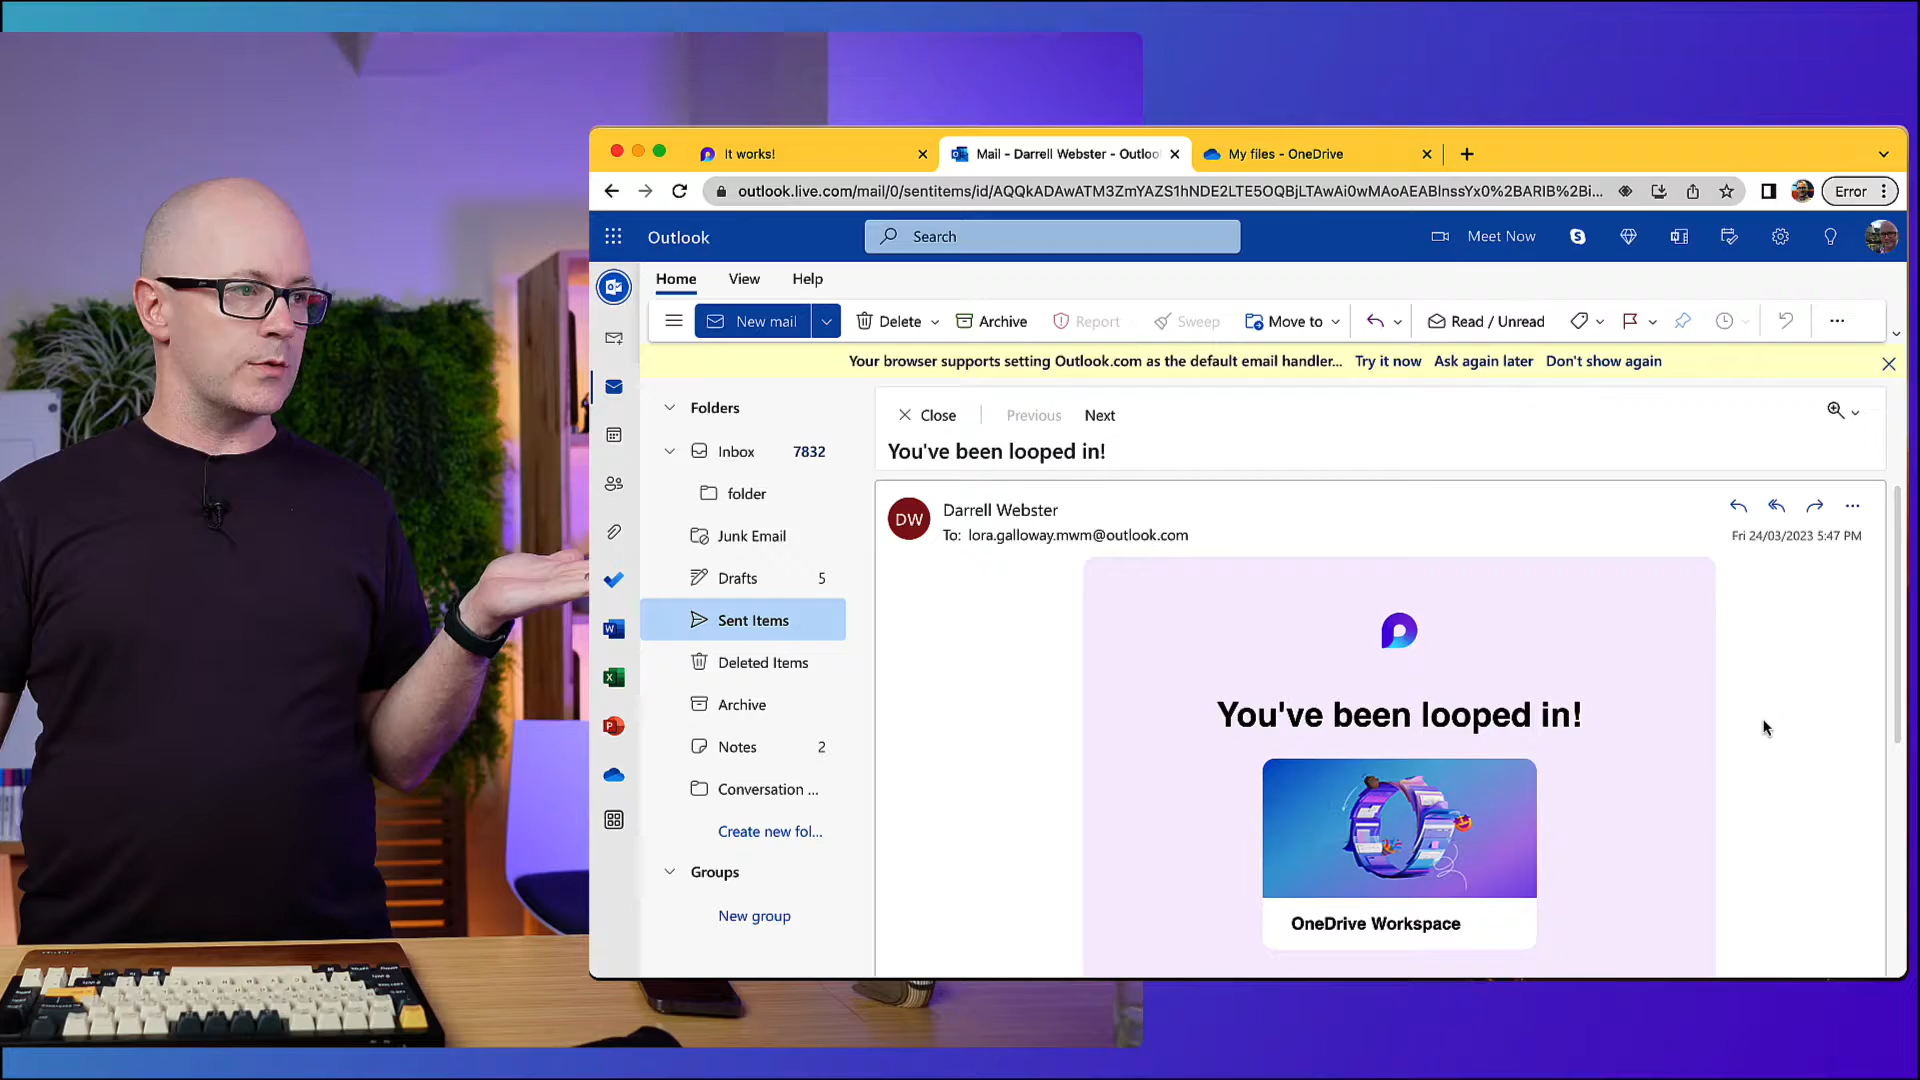 It works!
Mail - Darrell Webster - Outloo
My files - OneDrive
outlook.live.com/mail/0/sentitems/id/AQQkADAwATM3ZmYAZS1hNDE2LTE5OQBjLTAwAi0wMAoAEABlnssYx0%2BARIB%2Bi...
Error
Outlook
Search
Meet Now
Home View Help
New mail Delete Archive Report Sweep Move to Read / Unread
Your browser supports setting Outlook.com as the default email handler... Try it now Ask again later Don't show again
Folders
Inbox 7832
folder
Junk Email
Drafts 5
Sent Items
Deleted Items
Archive
Notes 2
Conversation ...
Create new fol...
Groups
New group
Close Previous Next
You've been looped in!
DW
Darrell Webster
To: lora.galloway.mwm@outlook.com
Fri 24/03/2023 5:47 PM
You've been looped in!
OneDrive Workspace